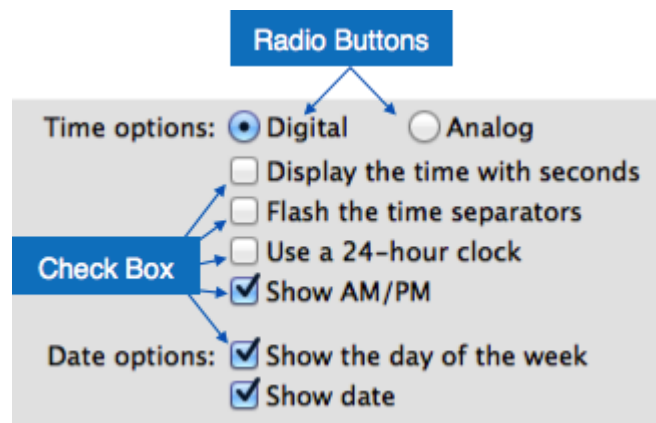 Radio Buttons
Time options: Digital Analog
Display the time with seconds
Flash the time separators
Use a 24-hour clock
Check Box
Show AM/PM
Date options: Show the day of the week
Show date